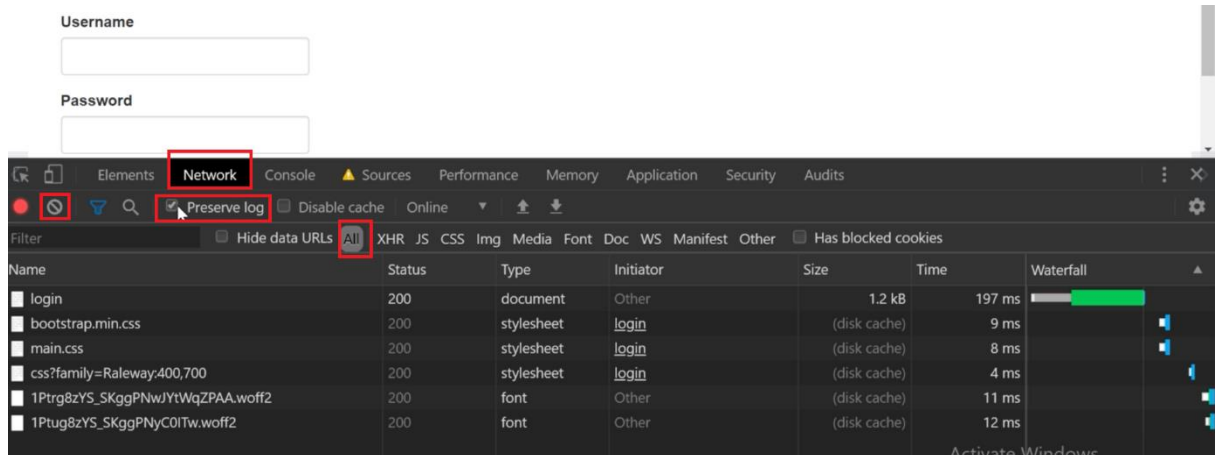 Username
Password
Elements Network Console Sources Performance Memory Application Security Audits
Preserve log Disable cache Online
Filter Hide data URLs All XHR JS CSS Img Media Font Doc WS Manifest Other Has blocked cookies
Name Status Type Initiator Size Time Waterfall
login 200 document Other 1.2 kB 197 ms
bootstrap.min.css 200 stylesheet login (disk cache) 9 ms
main.css 200 stylesheet login (disk cache) 8 ms
css?family=Raleway:400,700 200 stylesheet login (disk cache) 4 ms
1Ptrg8zYS_SKggPNwJYtWqZPAA.woff2 200 font Other (disk cache) 11 ms
1Ptug8zYS_SKggPNyC0ITw.woff2 200 font Other (disk cache) 12 ms
Activate Windows